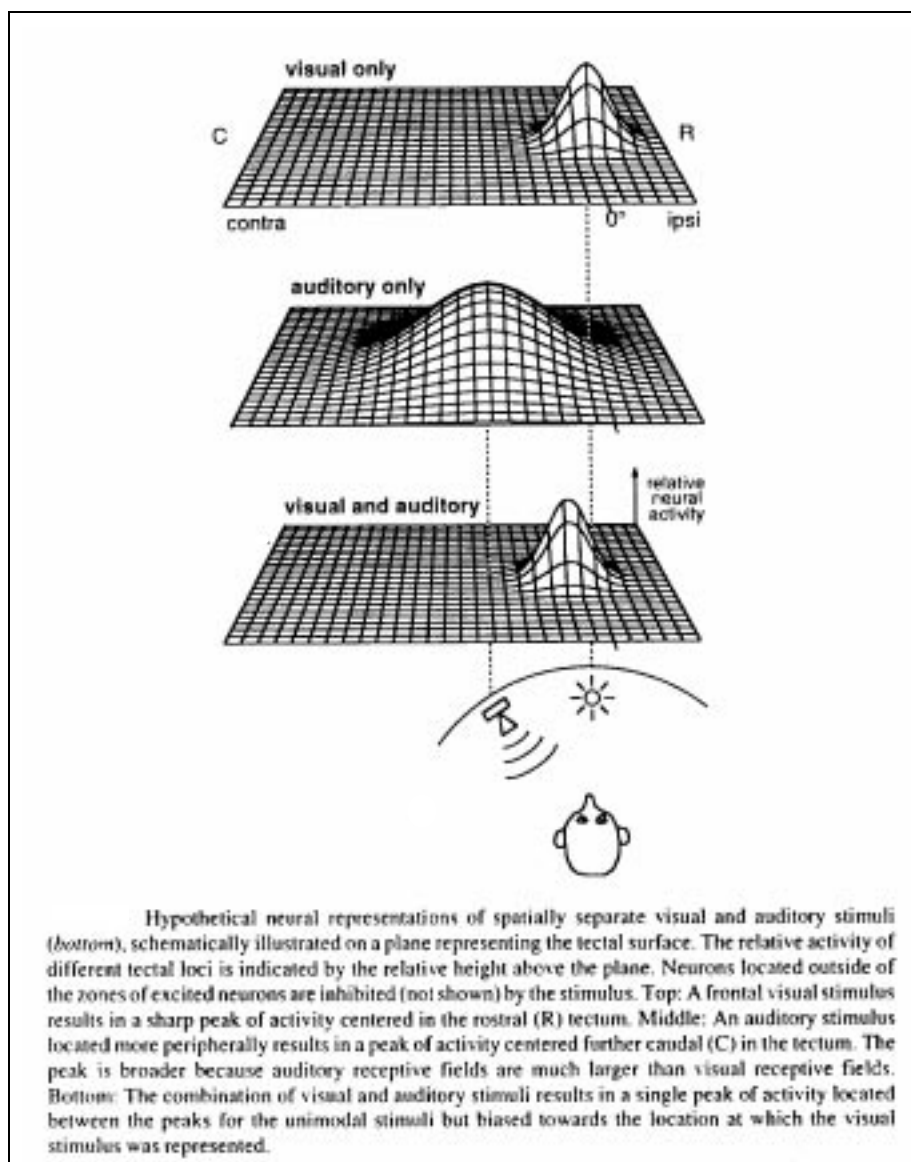 visual only
C
R
contra
0°
ipsi
auditory only
visual and auditory
relative
neural
activity
Hypothetical neural representations of spatially separate visual and auditory stimuli
(bottom), schematically illustrated on a plane representing the tectal surface. The relative activity of
different tectal loci is indicated by the relative height above the plane. Neurons located outside of
the zones of excited neurons are inhibited (not shown) by the stimulus. Top: A frontal visual stimulus
results in a sharp peak of activity centered in the rostral (R) tectum. Middle: An auditory stimulus
located more peripherally results in a peak of activity centered further caudal (C) in the tectum. The
peak is broader because auditory receptive fields are much larger than visual receptive fields.
Bottom: The combination of visual and auditory stimuli results in a single peak of activity located
between the peaks for the unimodal stimuli but biased towards the location at which the visual
stimulus was represented.